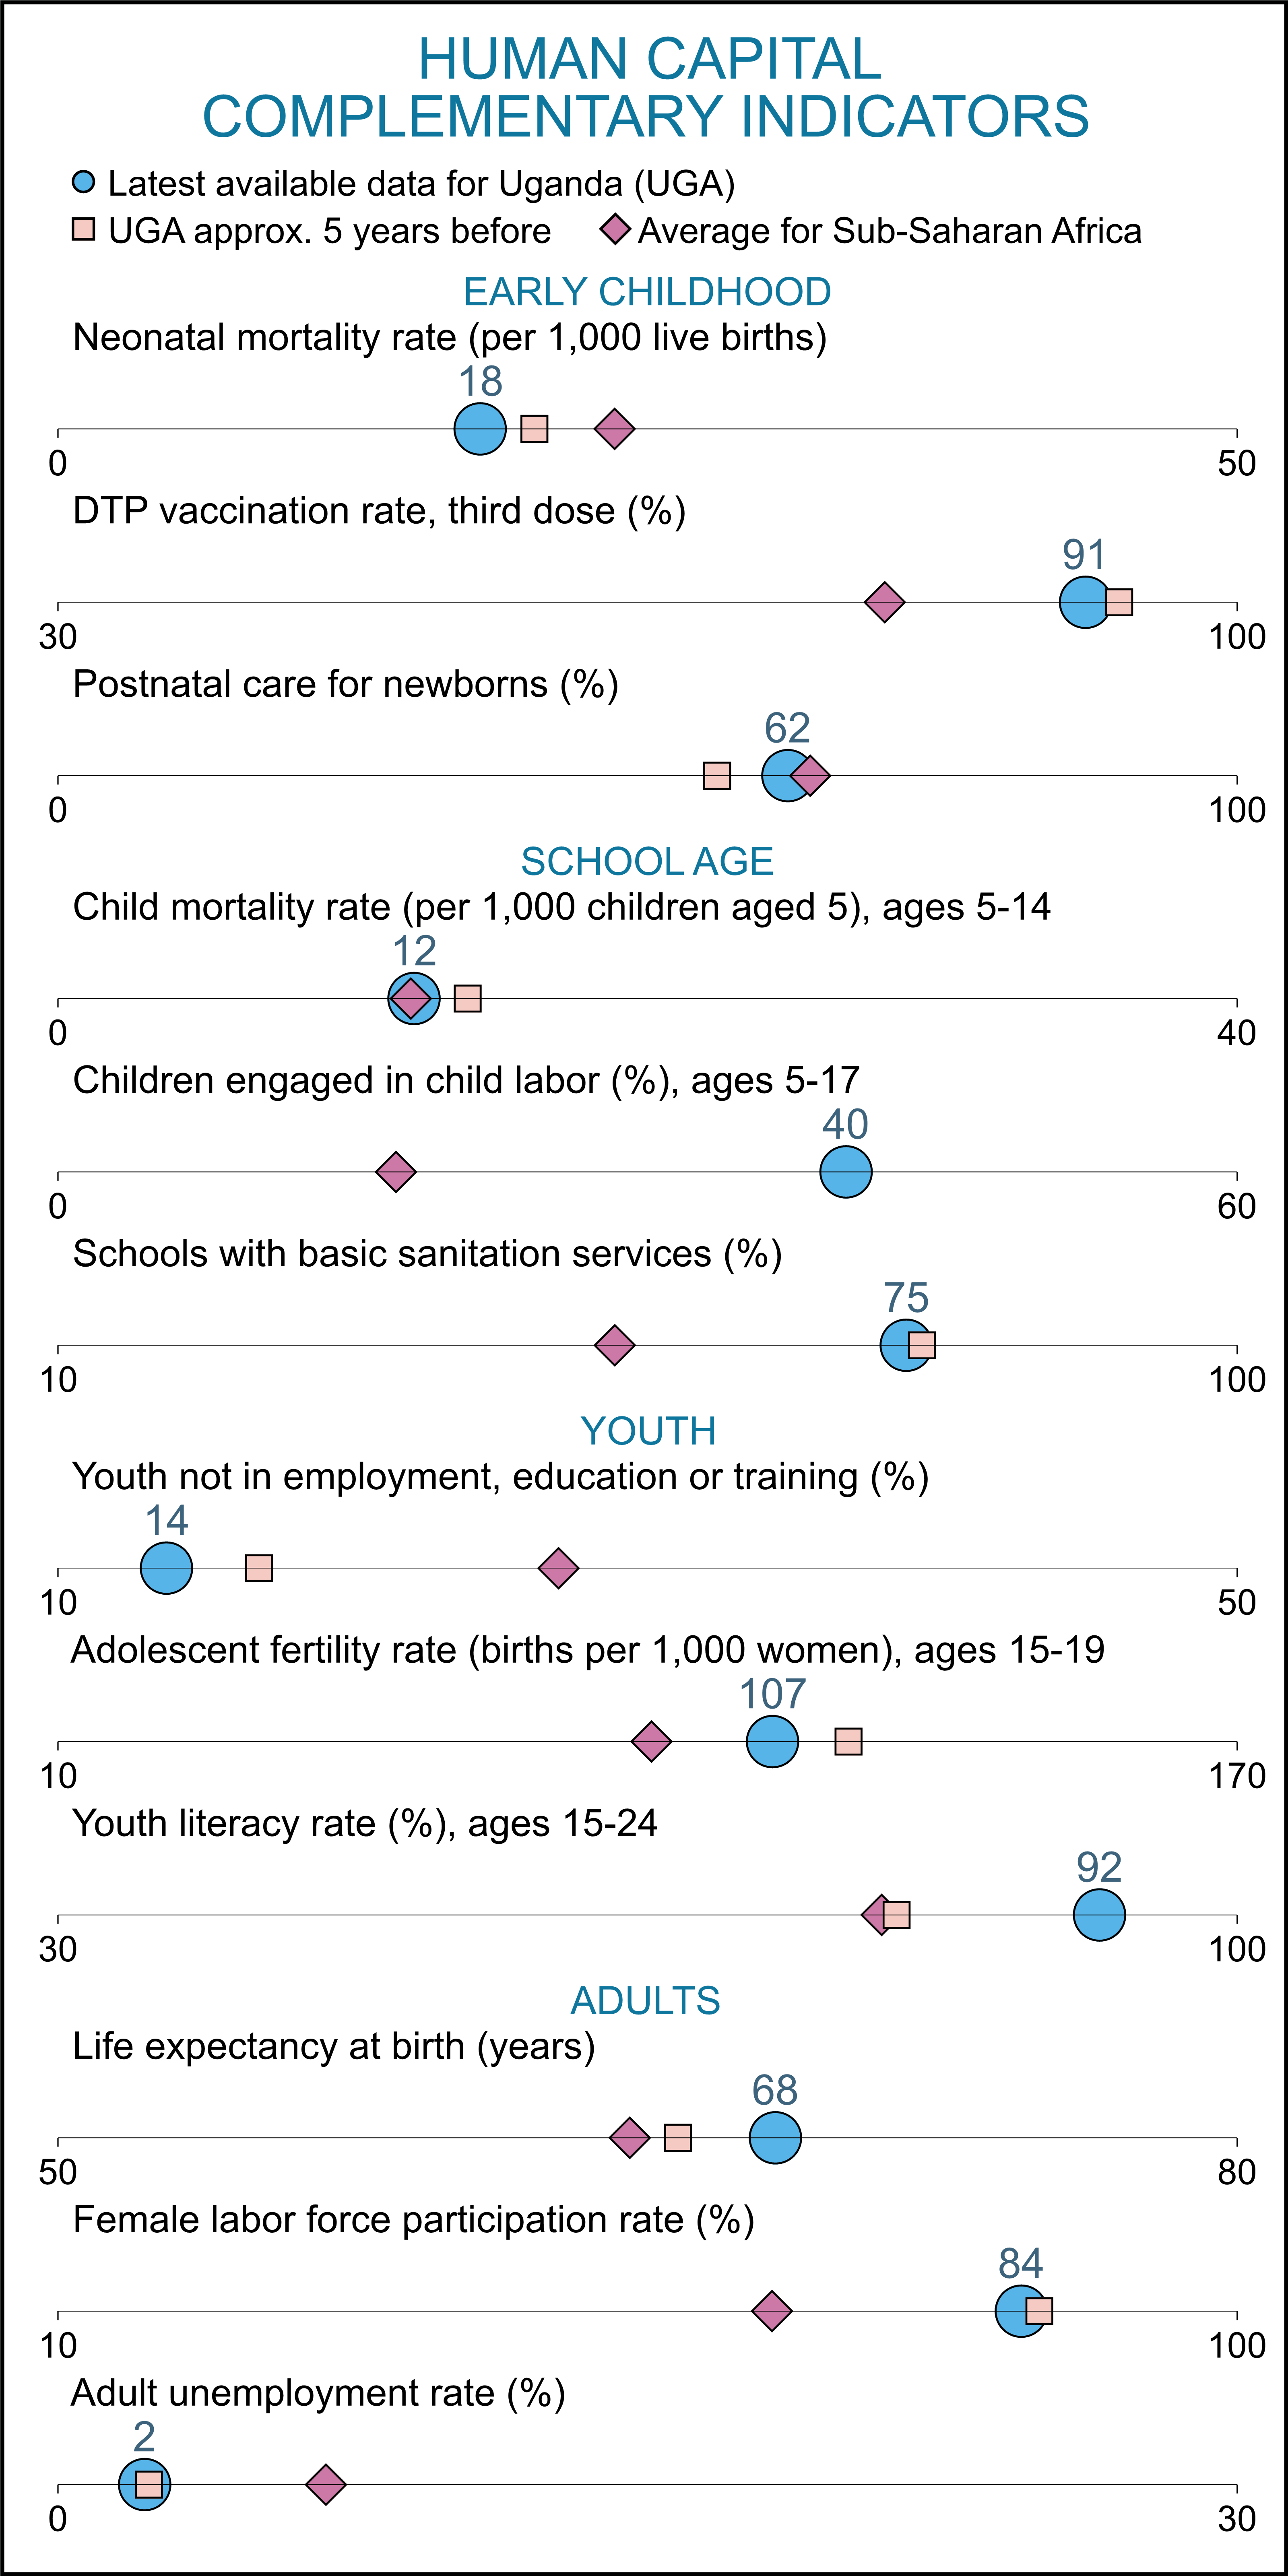 HUMAN CAPITAL
COMPLEMENTARY INDICATORS
Latest available data for Uganda (UGA)
UGA approx. 5 years before Average for Sub-Saharan Africa
EARLY CHILDHOOD
Neonatal mortality rate (per 1,000 live births)
18
0 50
DTP vaccination rate, third dose (%)
91
30 100
Postnatal care for newborns (%)
62
0 100
SCHOOL AGE
Child mortality rate (per 1,000 children aged 5), ages 5-14
12
0 40
Children engaged in child labor (%), ages 5-17
40
0 60
Schools with basic sanitation services (%)
75
10 100
YOUTH
Youth not in employment, education or training (%)
14
10 50
Adolescent fertility rate (births per 1,000 women), ages 15-19
107
10 170
Youth literacy rate (%), ages 15-24
92
30 100
ADULTS
Life expectancy at birth (years)
68
50 80
Female labor force participation rate (%)
84
10 100
Adult unemployment rate (%)
2
0 30